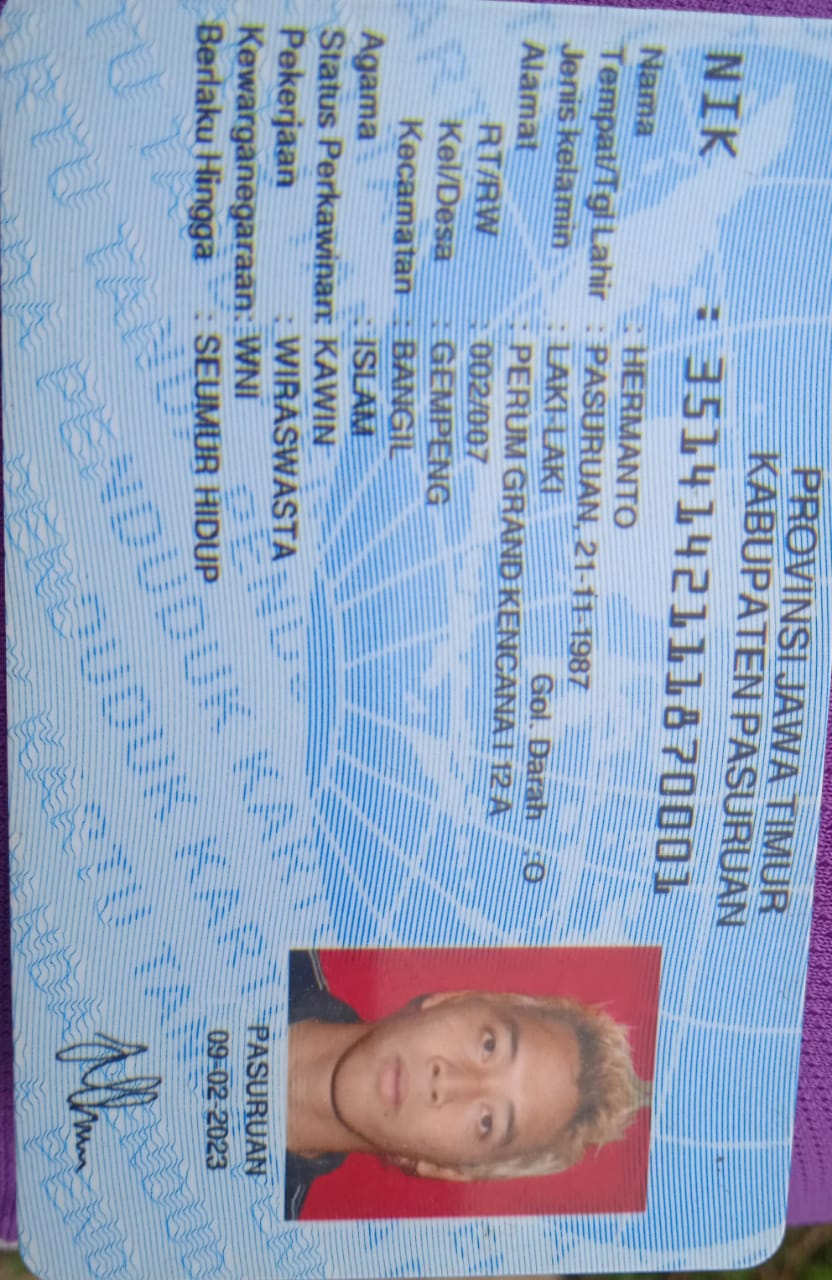 PROVINSI JAWA TIMUR
KABUPATEN PASURUAN
NIK : 3514142111870001
Nama : HERMANTO
Tempat/Tgl Lahir : PASURUAN, 21-11-1987
Jenis kelamin : LAKI-LAKI Gol. Darah : O
Alamat : PERUM GRAND KENCANA I 12 A
RT/RW : 002/007
Kel/Desa : GEMPENG
Kecamatan : BANGIL
Agama : ISLAM
Status Perkawinan: KAWIN
Pekerjaan : WIRASWASTA
Kewarganegaraan: WNI
Berlaku Hingga : SEUMUR HIDUP
PASURUAN
09-02-2023